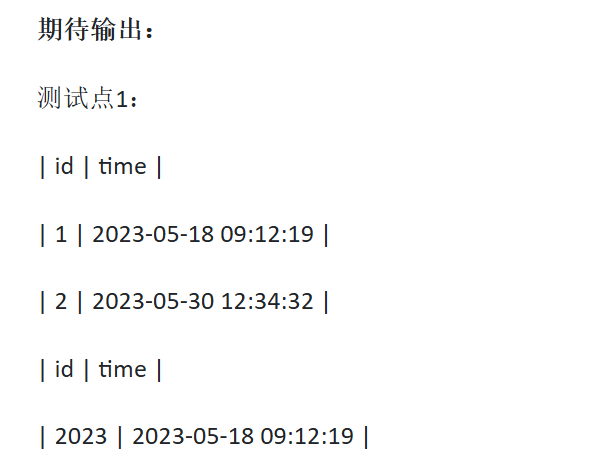 期待输出：
测试点1：
| id | time |
| 1 | 2023-05-18 09:12:19 |
| 2 | 2023-05-30 12:34:32 |
| id | time |
| 2023 | 2023-05-18 09:12:19 |